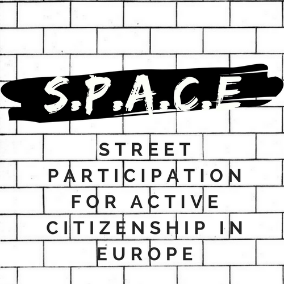 S.P.A.C.E
STREET
PARTICIPATION
FOR ACTIVE
CITIZENSHIP IN
EUROPE